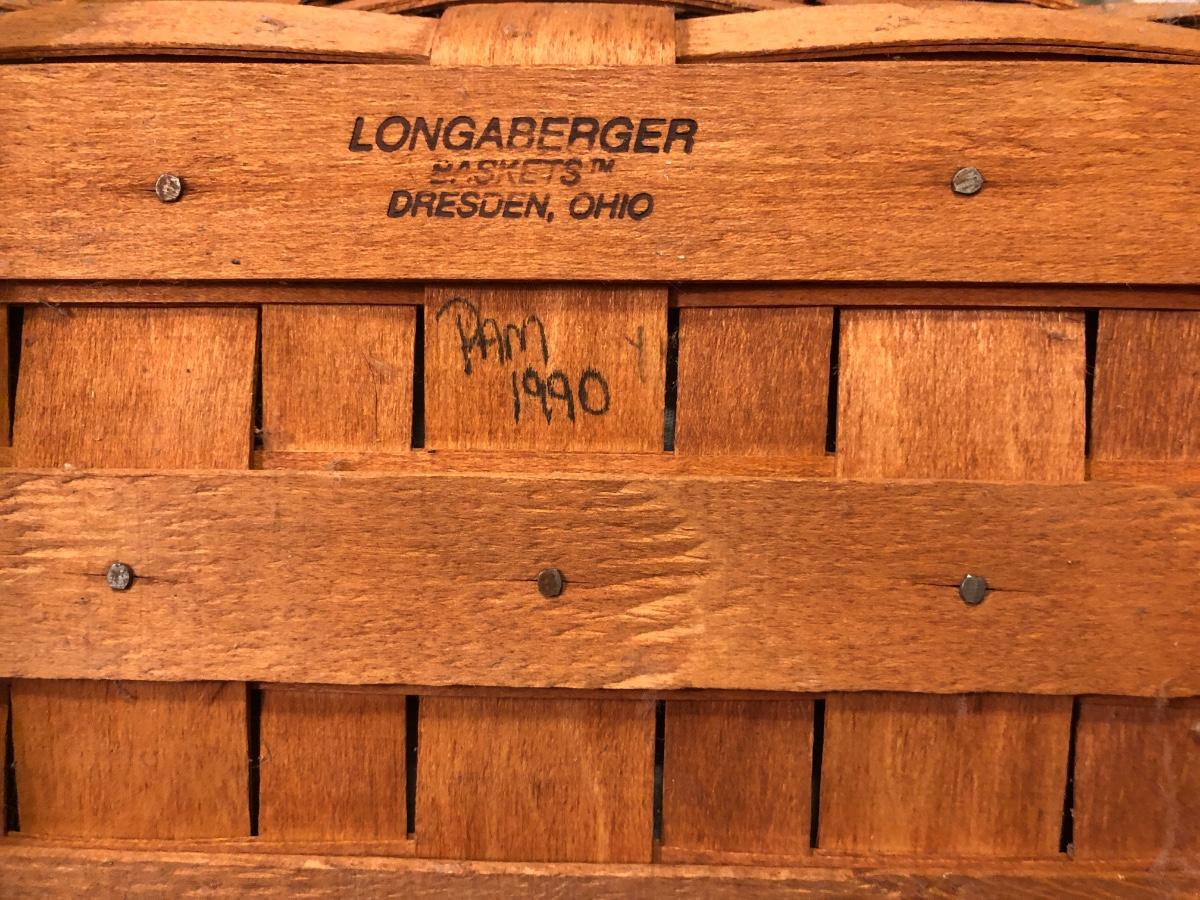 LONGABERGER
BASKETS™
DRESDEN, OHIO
PAM
1990